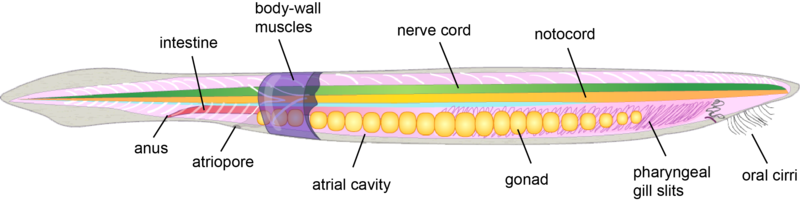 body-wall
muscles
intestine
nerve cord
notocord
anus
atriopore
atrial cavity
gonad
pharyngeal
gill slits
oral cirri